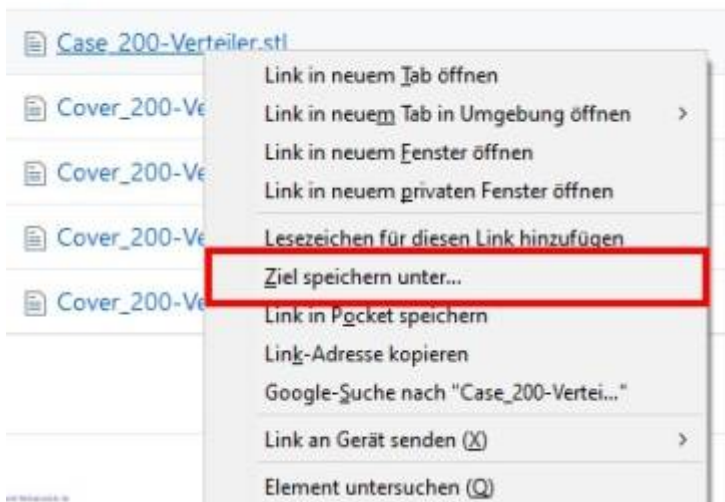 Case_200-Verteiler.stl
Link in neuem Tab öffnen
Cover_200-Ve
Link in neuem Tab in Umgebung öffnen
Link in neuem Fenster öffnen
Cover_200-Ve
Link in neuem privaten Fenster öffnen
Cover_200-Ve
Lesezeichen für diesen Link hinzufügen
Ziel speichern unter...
Cover_200-Ve
Link in Pocket speichern
Link-Adresse kopieren
Google-Suche nach "Case_200-Vertei..."
Link an Gerät senden (X)
Element untersuchen (Q)